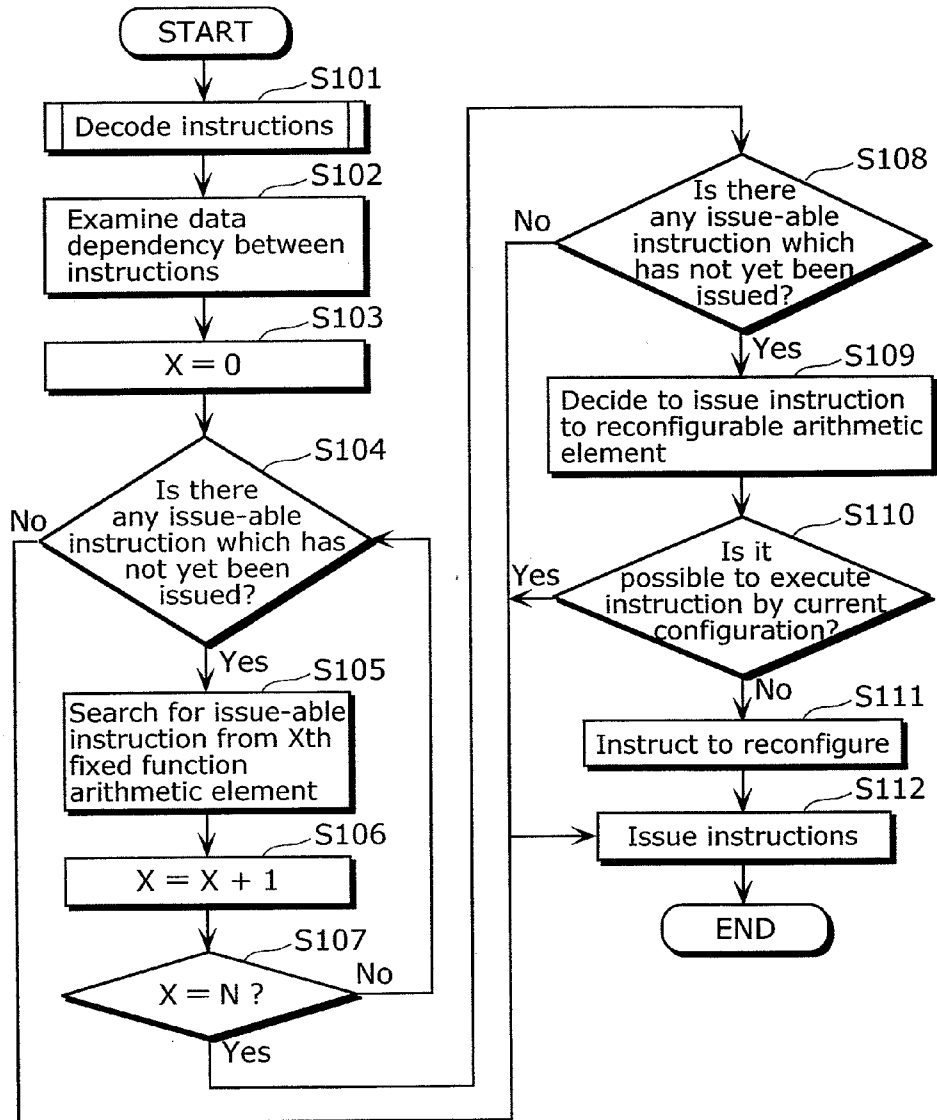 START
S101
Decode instructions
S102
Examine data
dependency between
instructions
S103
X = 0
S104
Is there
any issue-able
instruction which has
not yet been
issued?
No
Yes
S105
Search for issue-able
instruction from Xth
fixed function
arithmetic element
S106
X = X + 1
S107
X = N ?
No
Yes
S108
Is there
any issue-able
instruction which
has not yet been
issued?
No
Yes
S109
Decide to issue instruction
to reconfigurable arithmetic
element
S110
Is it
possible to execute
instruction by current
configuration?
Yes
No
S111
Instruct to reconfigure
S112
Issue instructions
END